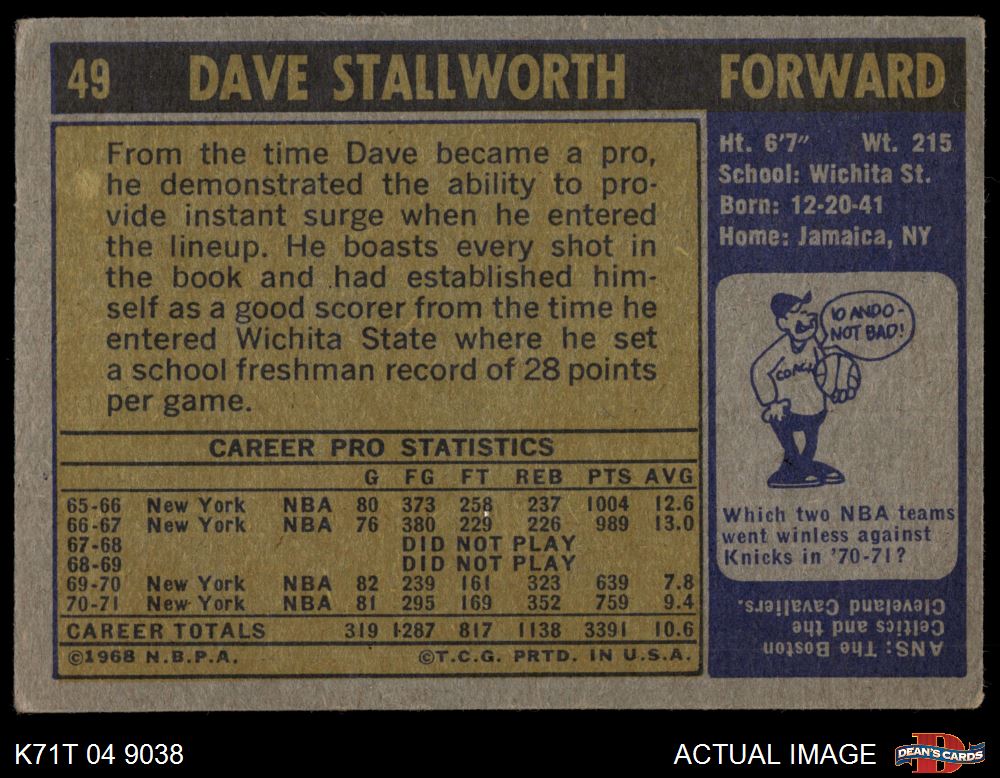 49 DAVE STALLWORTH FORWARD
From the time Dave became a pro,
he demonstrated the ability to pro-
vide instant surge when he entered
the lineup. He boasts every shot in
the book and had established him-
self as a good scorer from the time he
entered Wichita State where he set
a school freshman record of 28 points
per game.
CAREER PRO STATISTICS
G FG FT REB PTS AVG
65-66 New York NBA 80 373 258 237 1004 12.6
66-67 New York NBA 76 380 229 226 989 13.0
67-68 DID NOT PLAY
68-69 DID NOT PLAY
69-70 New York NBA 82 239 161 323 639 7.8
70-71 New York NBA 81 295 169 352 759 9.4
CAREER TOTALS 319 1287 817 1138 3391 10.6
©1968 N.B.P.A. ©T.C.G. PRTD. IN U.S.A.
Ht. 6'7" Wt. 215
School: Wichita St.
Born: 12-20-41
Home: Jamaica, NY
10 AND 0-
NOT BAD!
COACH
Which two NBA teams
went winless against
Knicks in '70-71?
ANS: The Boston
Celtics and the
Cleveland Cavaliers.
K71T 04 9038
ACTUAL IMAGE
DEAN'S CARDS